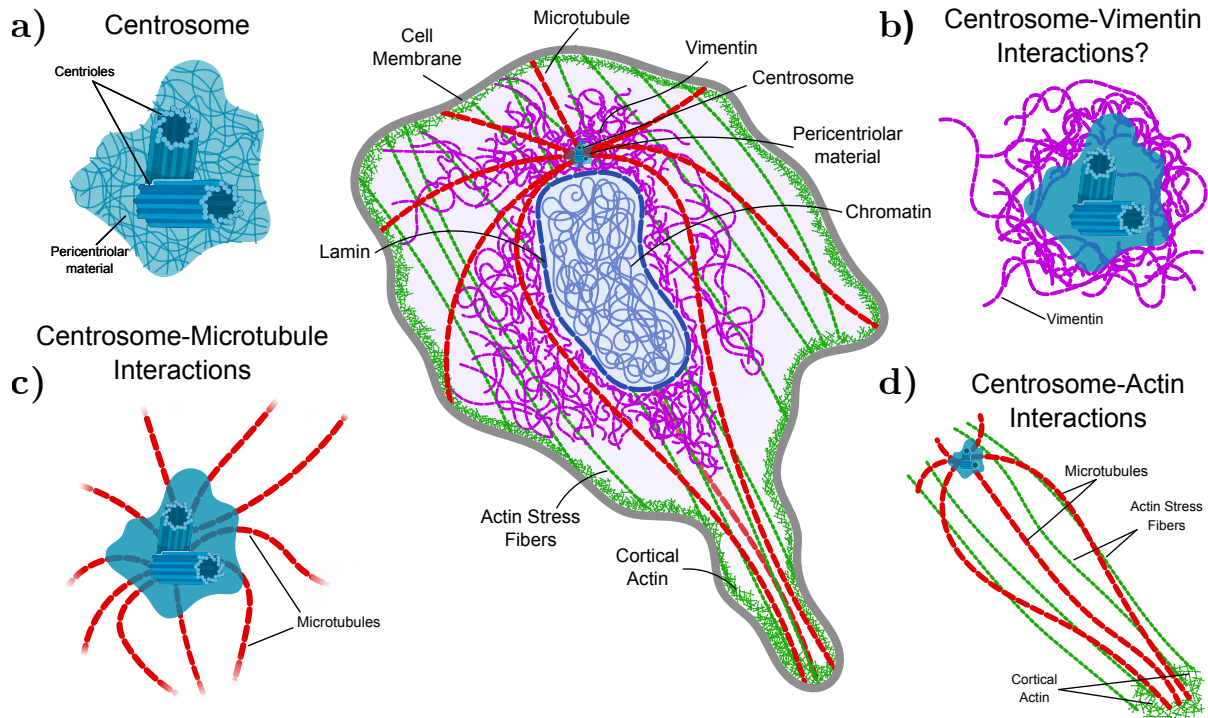 a)
Centrosome
Centrioles
Pericentriolar
material
Cell
Membrane
Microtubule
Vimentin
Centrosome
Pericentriolar
material
Chromatin
Lamin
Actin Stress
Fibers
Cortical
Actin
b)
Centrosome-Vimentin
Interactions?
Vimentin
c)
Centrosome-Microtubule
Interactions
Microtubules
d)
Centrosome-Actin
Interactions
Microtubules
Actin Stress
Fibers
Cortical
Actin